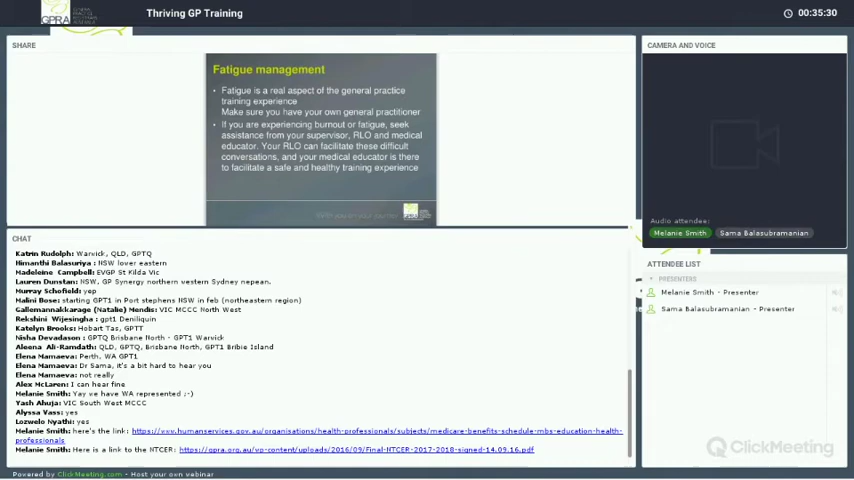 GPRA
Thriving GP Training
00:35:30
SHARE
CAMERA AND VOICE
Fatigue management
• Fatigue is a real aspect of the general practice
training experience
Make sure you have your own general practitioner
• If you are experiencing burnout or fatigue, seek
assistance from your supervisor, RLO and medical
educator. Your RLO can facilitate these difficult
conversations, and your medical educator is there
to facilitate a safe and healthy training experience
Audio attendee:
Melanie Smith
Sama Balasubramanian
CHAT
Katrin Rudolph: Warwick, QLD, GPTQ
Nimanthi Balasuriya: NSW lower eastern
Madeleine Campbell: EVGP St Kilda Vic
Lauren Dunstan: NSW, GP Synergy northern western Sydney nepean.
Murray Schofield: yep
Malini Bose: starting GPT1 in Port stephens NSW in feb (northeastern region)
Gallemannakkarage (Natalie) Mendis: VIC MCCC North West
Rekshini Wijesingha: gpt1 Deniliquin
Katelyn Brooks: Hobart Tas, GPTT
Nisha Devadason: GPTQ Brisbane North - GPT1 Warwick
Aleena Ali-Ramdath: QLD, GPTQ, Brisbane North, GPT1 Bribie Island
Elena Mamaeva: Perth, WA GPT1
Elena Mamaeva: Dr Sama, it's a bit hard to hear you
Elena Mamaeva: not really
Alex McLaren: I can hear fine
Melanie Smith: Yay we have WA represented ;-)
Yash Ahuja: VIC South West MCCC
Alyssa Vass: yes
Lozwelo Nyathi: yes
Melanie Smith: here's the link: https://www.humanservices.gov.au/organisations/health-professionals/subjects/medicare-benefits-schedule-mbs-education-health-
professionals
Melanie Smith: Here is a link to the NTCER: https://gpra.org.au/wp-content/uploads/2016/09/Final-NTCER-2017-2018-signed-14.09.16.pdf
ATTENDEE LIST
PRESENTERS
Melanie Smith - Presenter
Sama Balasubramanian - Presenter
ClickMeeting
Powered by ClickMeeting.com - Host your own webinar